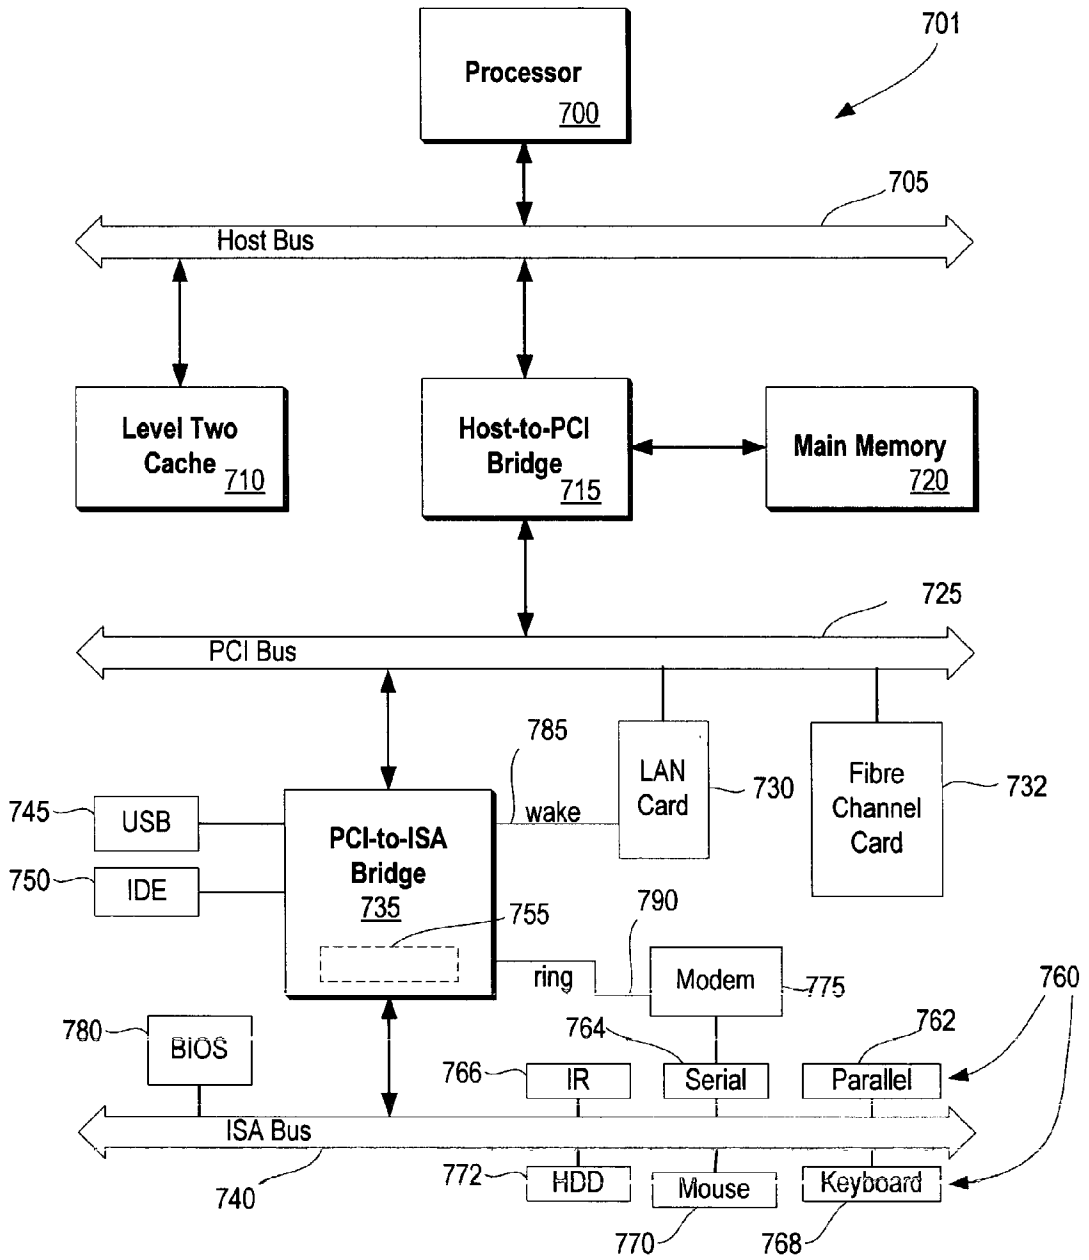 701
Processor
700
705
Host Bus
Level Two
Cache
710
Host-to-PCI
Bridge
715
Main Memory
720
725
PCI Bus
785
wake
LAN
Card
730
Fibre
Channel
Card
732
745
USB
750
IDE
PCI-to-ISA
Bridge
735
755
790
ring
Modem
775
760
780
BIOS
764
762
766
IR
Serial
Parallel
ISA Bus
740
772
HDD
Mouse
Keyboard
770
768